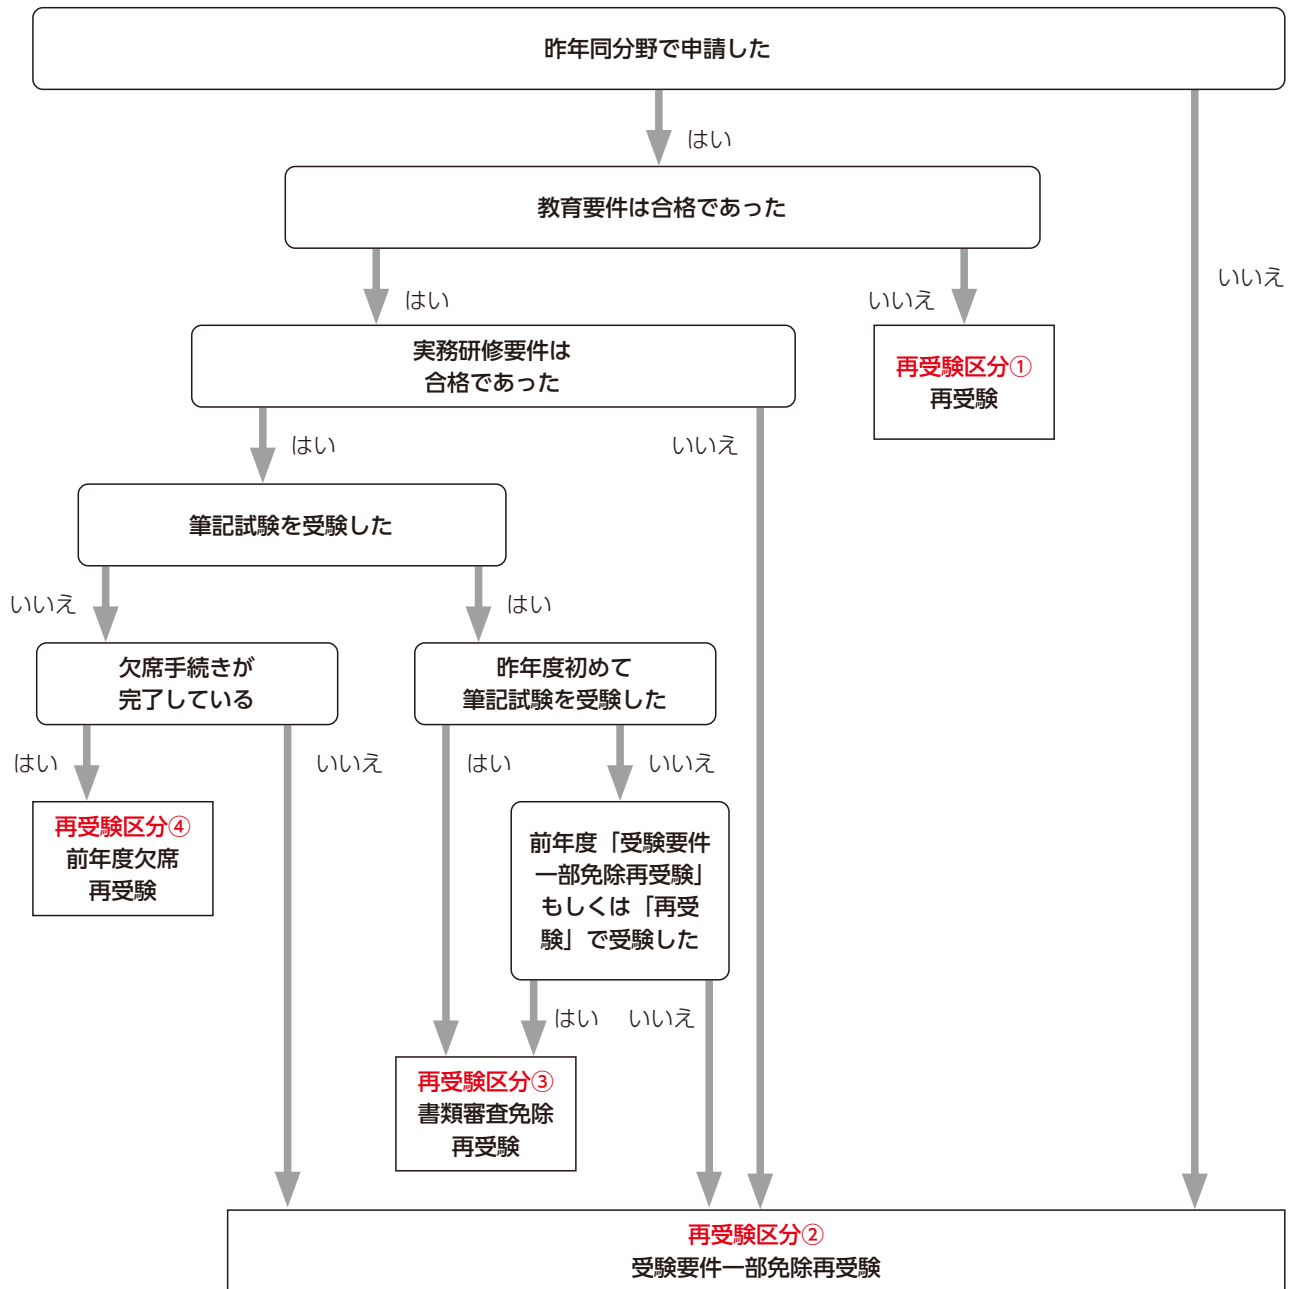 昨年同分野で申請した
はい
いいえ
教育要件は合格であった
はい
いいえ
実務研修要件は
合格であった
再受験区分①
再受験
はい
いいえ
筆記試験を受験した
いいえ
はい
欠席手続きが
完了している
昨年度初めて
筆記試験を受験した
はい
いいえ
はい
いいえ
再受験区分④
前年度欠席
再受験
前年度「受験要件
一部免除再受験」
もしくは「再受
験」で受験した
はい
いいえ
再受験区分③
書類審査免除
再受験
再受験区分②
受験要件一部免除再受験